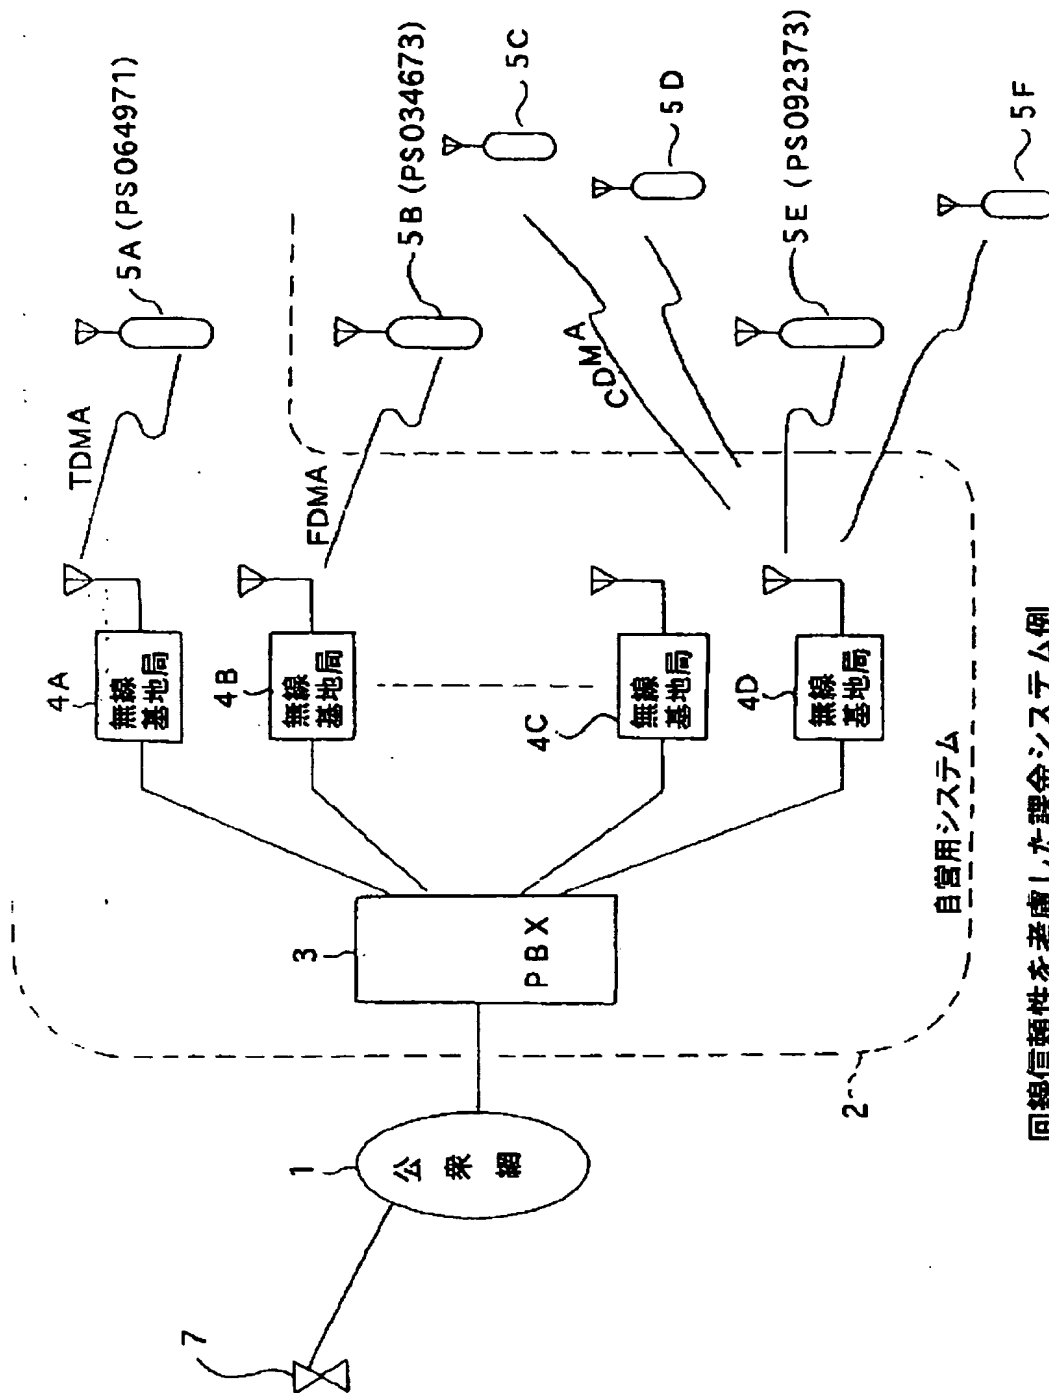 7
1
公衆網
2
3
PBX
4A
無線
基地局
4B
無線
基地局
4C
無線
基地局
4D
無線
基地局
TDMA
FDMA
CDMA
5A (PS064971)
5B (PS034673)
5C
5D
5E (PS092373)
5F
自営用システム
回線信頼性を考慮した課金システム例